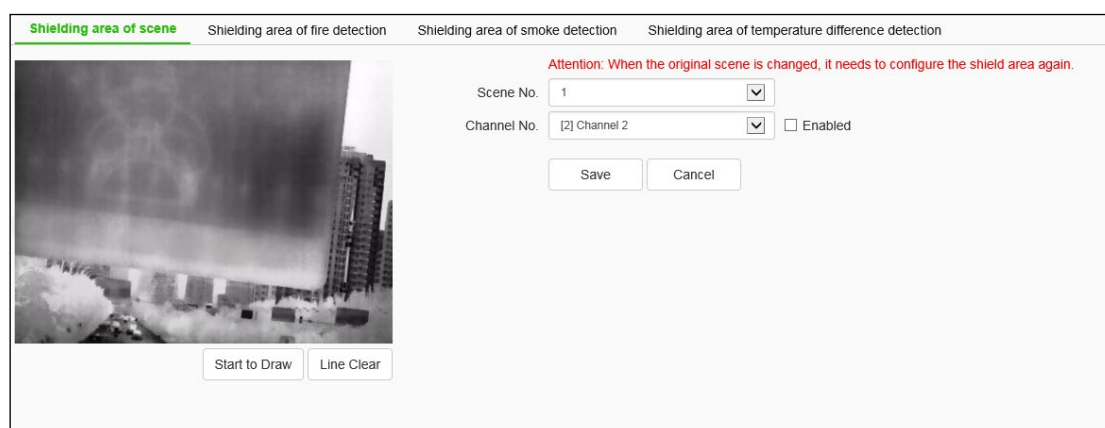 Shielding area of scene Shielding area of fire detection Shielding area of smoke detection Shielding area of temperature difference detection
Attention: When the original scene is changed, it needs to configure the shield area again.
Scene No. 1
Channel No. [2] Channel 2 Enabled
Save Cancel
Start to Draw Line Clear